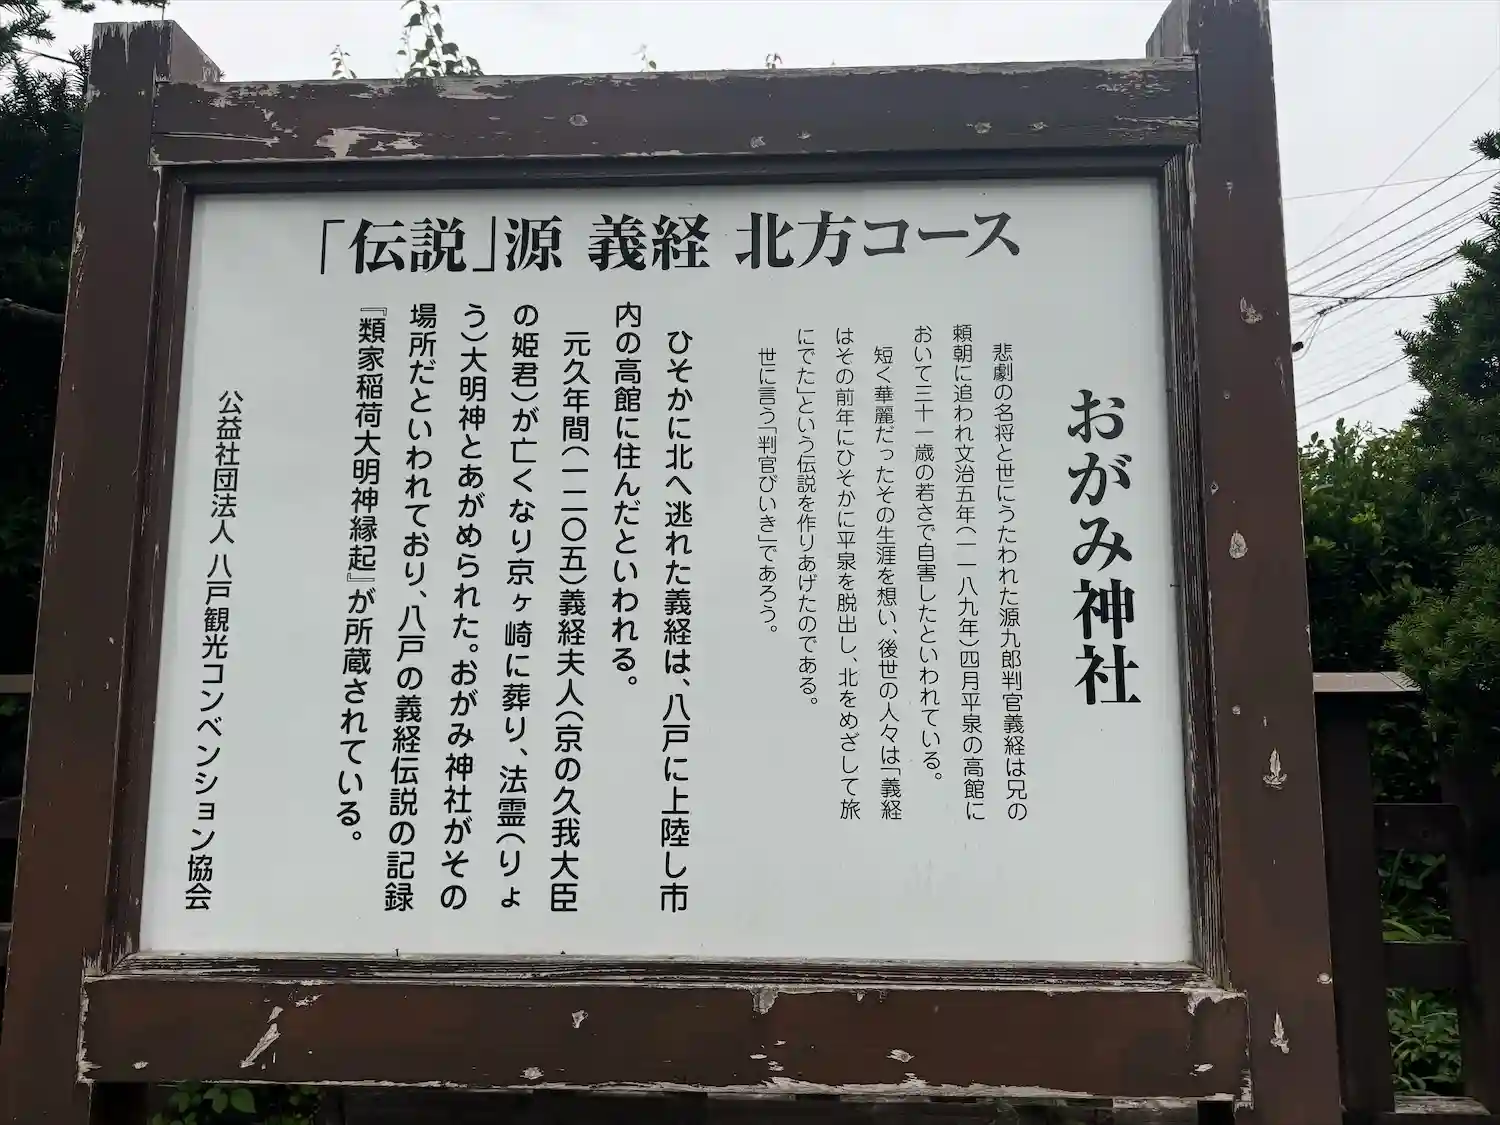 「伝説」源 義経 北方コース
おがみ神社
悲劇の名将と世にうたわれた源九郎判官義経は兄の
頼朝に追われ文治五年(一一八九年)四月平泉の高館に
おいて三十一歳の若さで自害したといわれている。
短く華麗だったその生涯を想い、後世の人々は「義経
はその前年にひそかに平泉を脱出し、北をめざして旅
にでた」という伝説を作りあげたのである。
世に言う「判官びいき」であろう。
ひそかに北へ逃れた義経は、八戸に上陸し市
内の高館に住んだといわれる。
元久年間(一二〇五)義経夫人(京の久我大臣
の姫君)が亡くなり京ヶ崎に葬り、法霊(りょ
う)大明神とあがめられた。おがみ神社がその
場所だといわれており、八戸の義経伝説の記録
『類家稲荷大明神縁起』が所蔵されている。
公益社団法人 八戸観光コンベンション協会